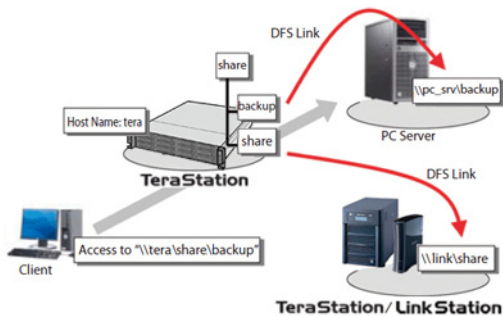 DFS Link
share
backup
\\pc_srv\backup
Host Name: tera
share
PC Server
TeraStation
DFS Link
Access to "\\tera\share\backup"
\\link\share
Client
TeraStation/LinkStation